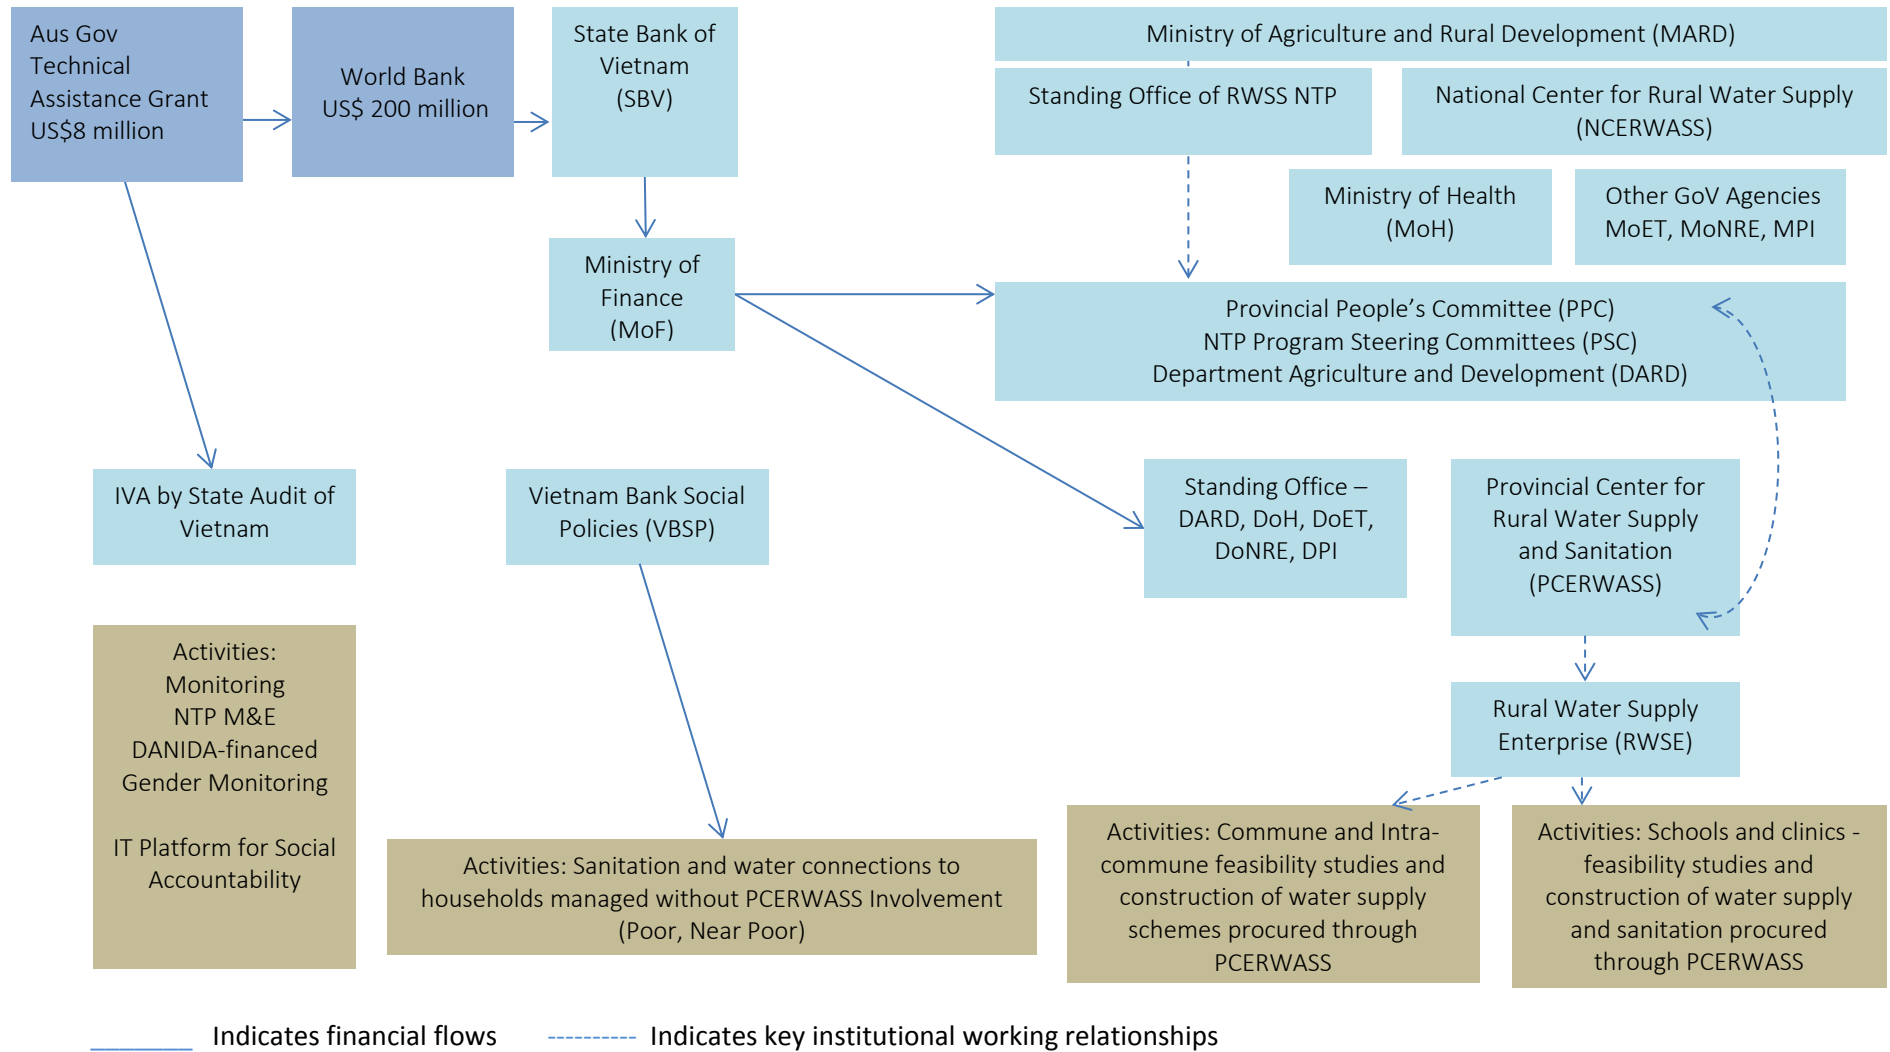 Aus Gov
Technical
Assistance Grant
US$8 million
World Bank
US$ 200 million
State Bank of
Vietnam
(SBV)
Ministry of Agriculture and Rural Development (MARD)
Standing Office of RWSS NTP
National Center for Rural Water Supply
(NCERWASS)
Ministry of Health
(MoH)
Other GoV Agencies
MoET, MoNRE, MPI
Ministry of
Finance
(MoF)
Provincial People’s Committee (PPC)
NTP Program Steering Committees (PSC)
Department Agriculture and Development (DARD)
IVA by State Audit of
Vietnam
Vietnam Bank Social
Policies (VBSP)
Standing Office –
DARD, DoH, DoET,
DoNRE, DPI
Provincial Center for
Rural Water Supply
and Sanitation
(PCERWASS)
Activities:
Monitoring
NTP M&E
DANIDA-financed
Gender Monitoring
IT Platform for Social
Accountability
Rural Water Supply
Enterprise (RWSE)
Activities: Sanitation and water connections to
households managed without PCERWASS Involvement
(Poor, Near Poor)
Activities: Commune and Intra-
commune feasibility studies and
construction of water supply
schemes procured through
PCERWASS
Activities: Schools and clinics -
feasibility studies and
construction of water supply
and sanitation procured
through PCERWASS
Indicates financial flows
Indicates key institutional working relationships